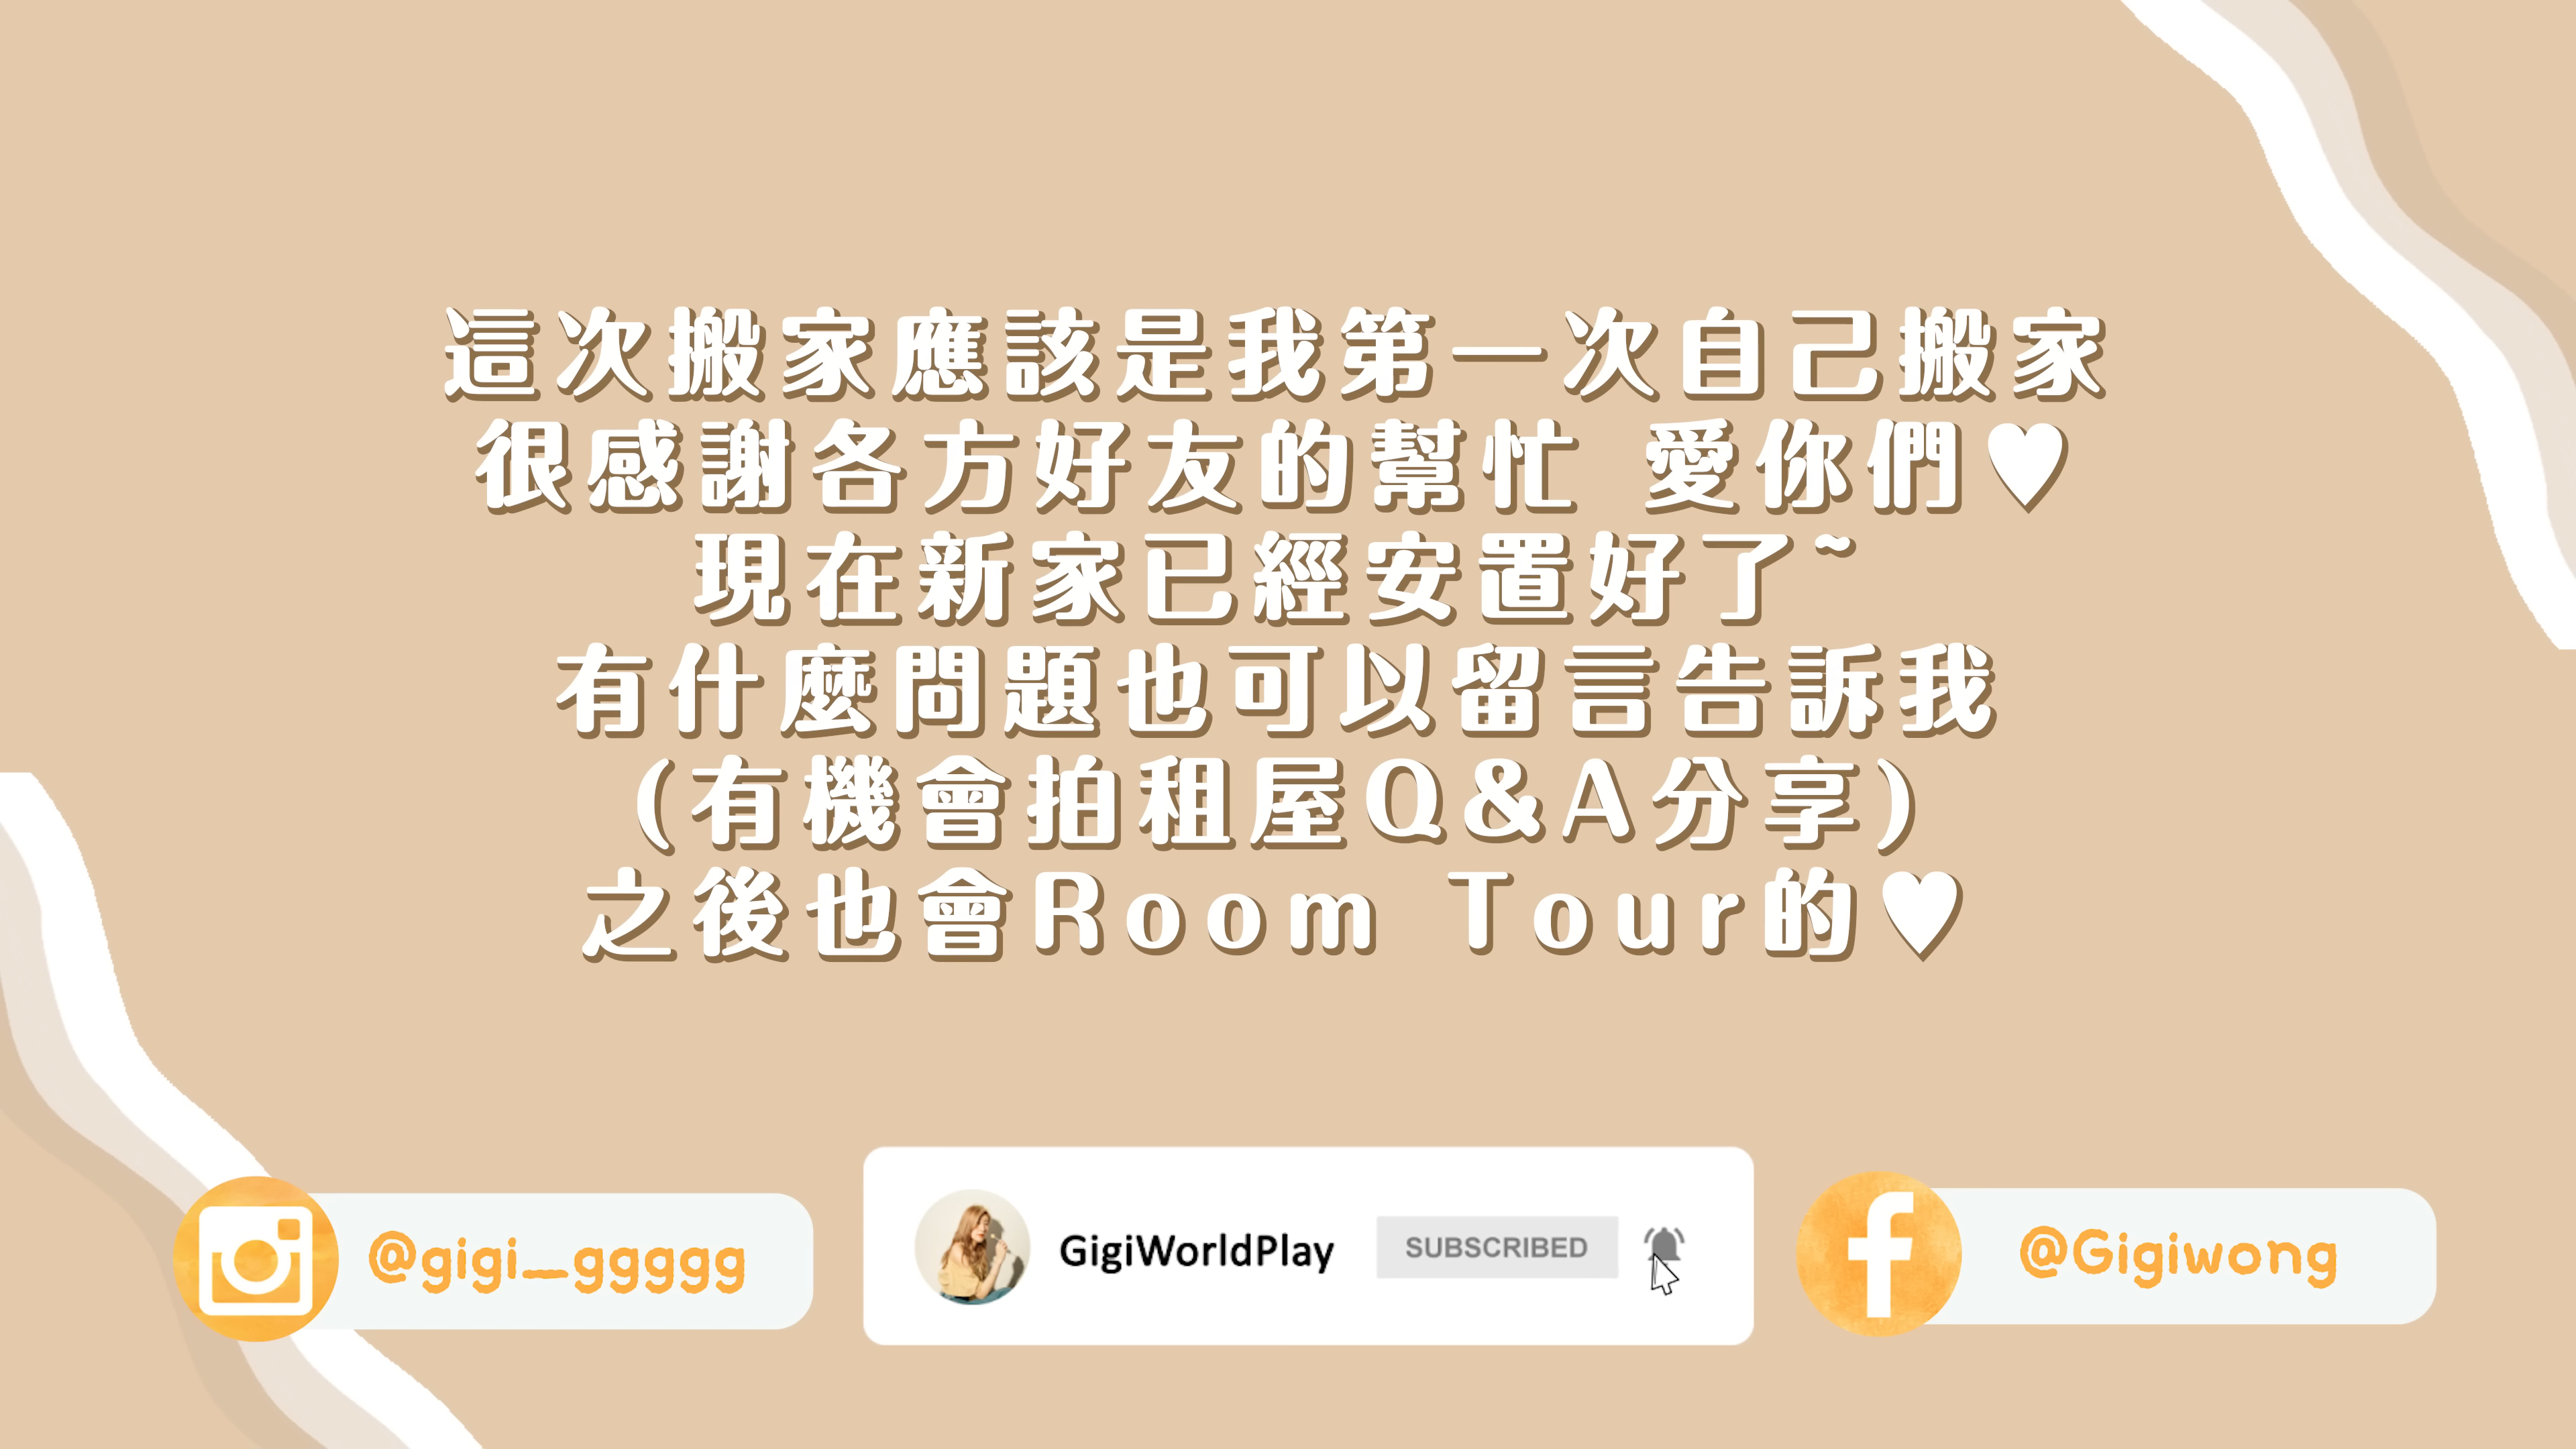 這次搬家應該是我第一次自己搬家
很感謝各方好友的幫忙 愛你們♥
現在新家已經安置好了~
有什麼問題也可以留言告訴我
(有機會拍租屋Q&A分享)
之後也會Room Tour的♥
@gigi_ggggg
GigiWorldPlay
SUBSCRIBED
@Gigiwong